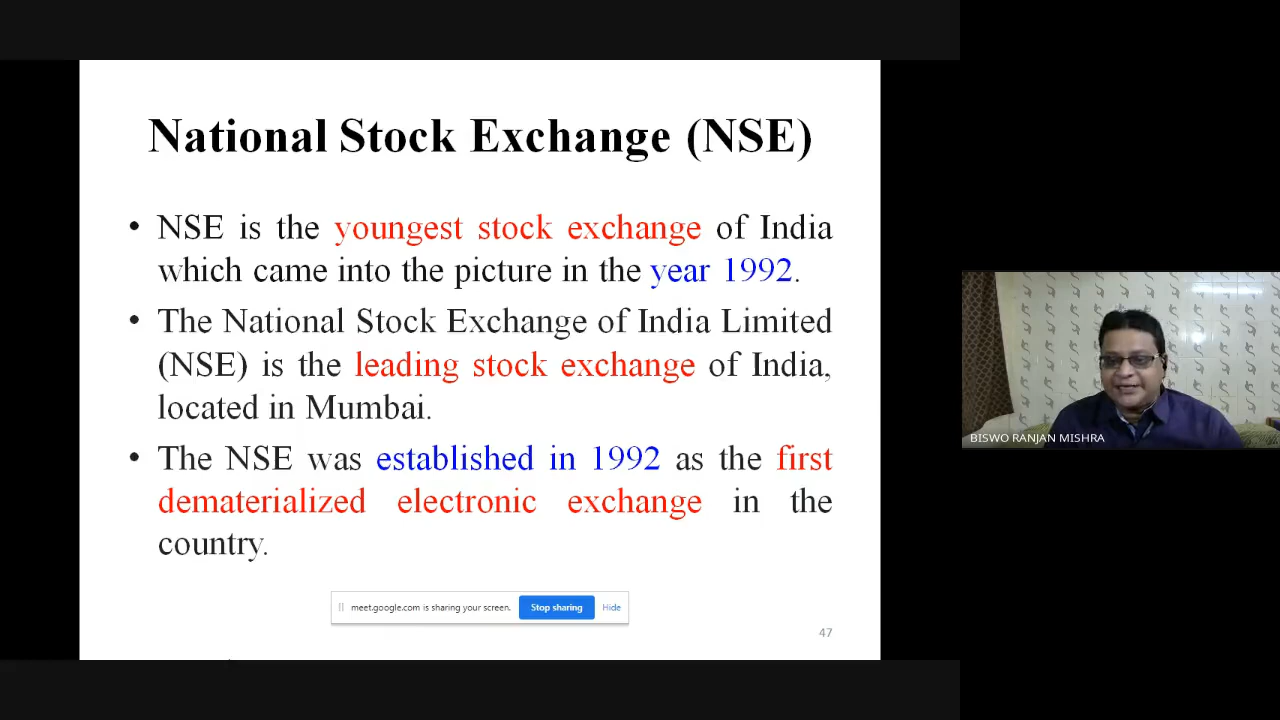 National Stock Exchange (NSE)
• NSE is the youngest stock exchange of India
which came into the picture in the year 1992.
• The National Stock Exchange of India Limited
(NSE) is the leading stock exchange of India,
located in Mumbai.
• The NSE was established in 1992 as the first
dematerialized electronic exchange in the
country.
meet.google.com is sharing your screen. Stop sharing Hide
47
BISWO RANJAN MISHRA